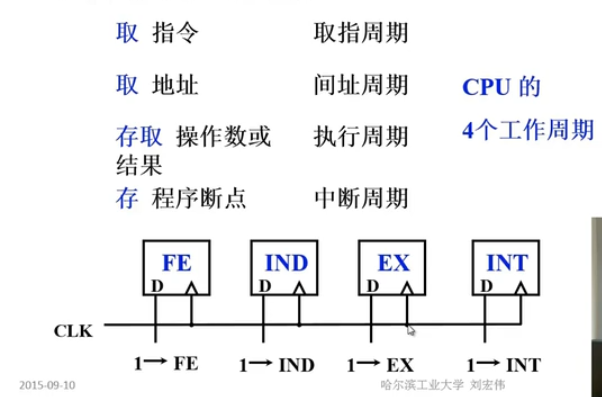 取 指令 取指周期
取 地址 间址周期 CPU 的
存取 操作数或 执行周期 4个工作周期
结果
存 程序断点 中断周期
FE IND EX INT
D D D D
CLK
1→ FE 1→ IND 1→ EX 1→ INT
2015-09-10 哈尔滨工业大学 刘宏伟